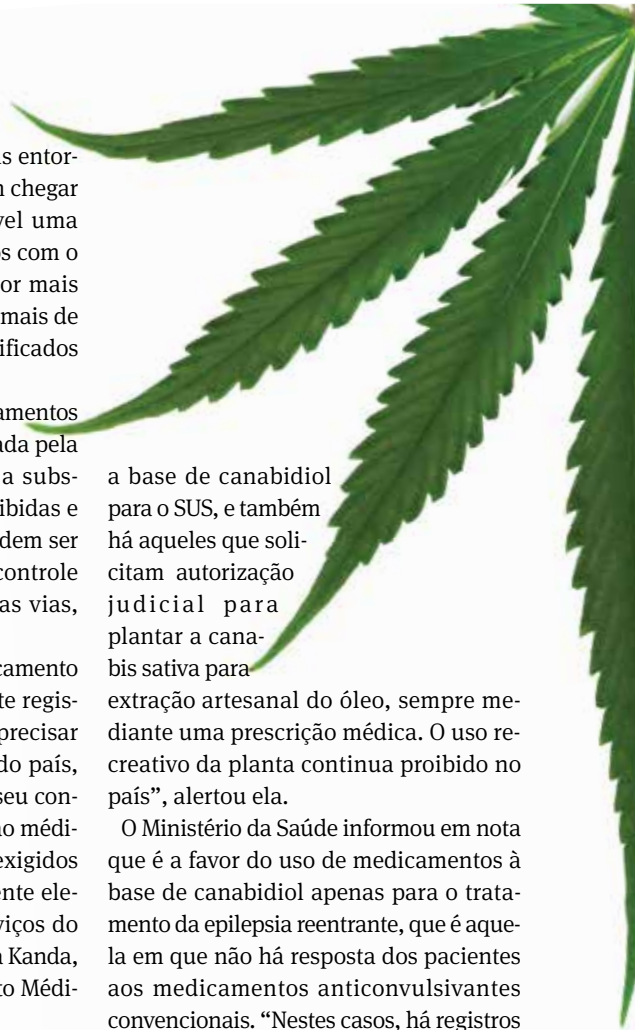 s entor-
chegar
vel uma
s com o
or mais
mais de
ificados
amentos
ada pela
a subs-
ibidas e
dem ser
controle
as vias,
camento
te regis-
precisar
do país,
seu con-
o médi-
exigidos
ente ele-
viços do
Kanda,
to Médi-
a base de canabidiol
para o SUS, e também
há aqueles que soli-
citam autorização
judicial para
plantar a cana-
bis sativa para
extração artesanal do óleo, sempre me-
diante uma prescrição médica. O uso re-
creativo da planta continua proibido no
país”, alertou ela.
O Ministério da Saúde informou em nota
que é a favor do uso de medicamentos à
base de canabidiol apenas para o trata-
mento da epilepsia reentrante, que é aque-
la em que não há resposta dos pacientes
aos medicamentos anticonvulsivantes
convencionais. “Nestes casos, há registros